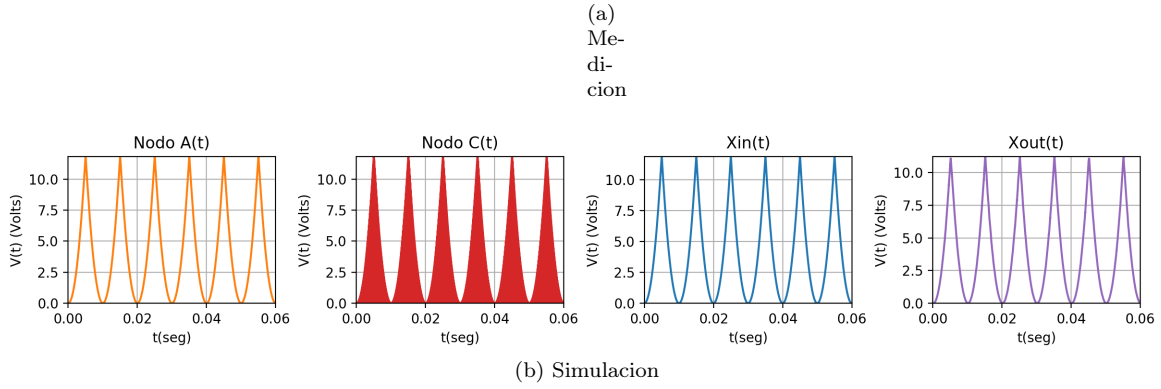 (a)
Me-
di-
cion
Nodo A(t)
V(t) (Volts)
10.0
7.5
5.0
2.5
0.0
0.00 0.02 0.04 0.06
t(seg)
Nodo C(t)
V(t) (Volts)
10.0
7.5
5.0
2.5
0.0
0.00 0.02 0.04 0.06
t(seg)
Xin(t)
V(t) (Volts)
10.0
7.5
5.0
2.5
0.0
0.00 0.02 0.04 0.06
t(seg)
Xout(t)
V(t) (Volts)
10.0
7.5
5.0
2.5
0.0
0.00 0.02 0.04 0.06
t(seg)
(b) Simulacion